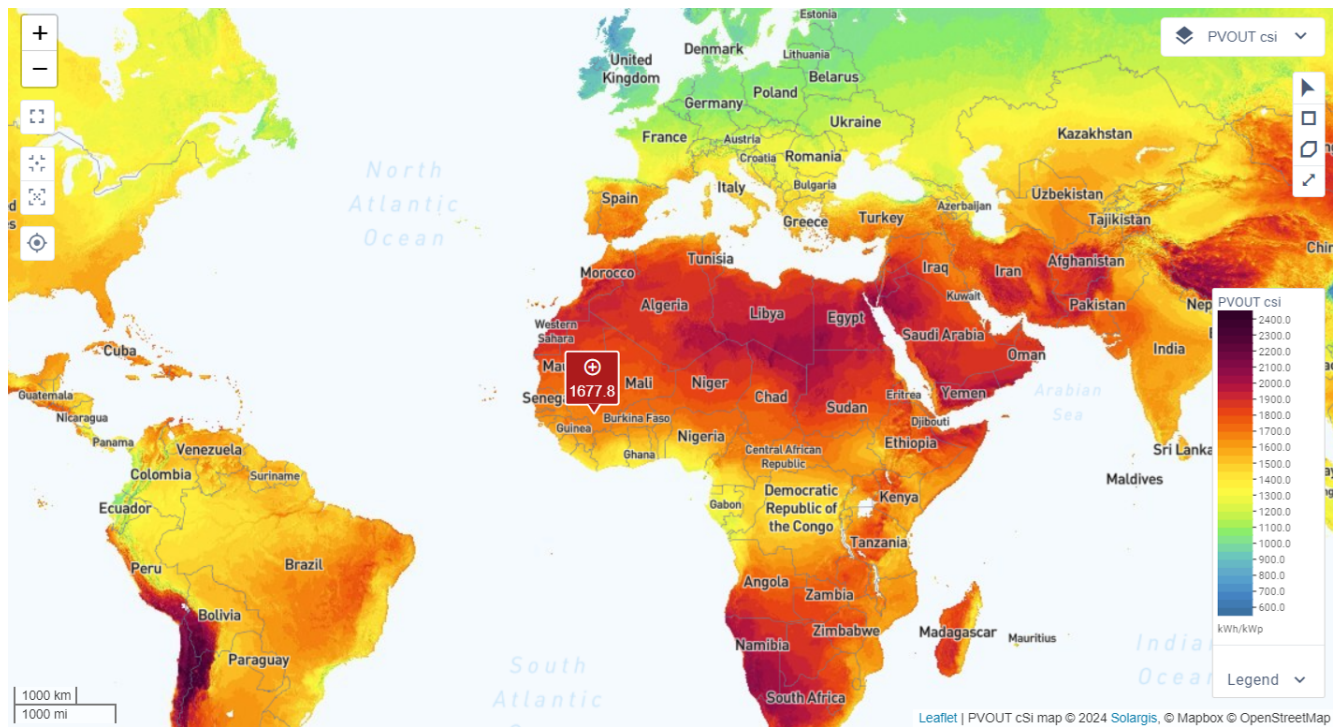 +
−
PVOUT csi
Estonia
Denmark
Lithuania
United
Kingdom
Belarus
Poland
Germany
Ukraine
France
Austria
Kazakhstan
Croatia
Romania
Italy
Bulgaria
Uzbekistan
Spain
Azerbaijan
Tajikistan
Greece
Turkey
North
Atlantic
Ocean
Tunisia
Morocco
Iraq
Iran
Afghanistan
Algeria
Libya
Egypt
Kuwait
Pakistan
Nep
Western
Sahara
Saudi Arabia
India
Cuba
Oman
Mau
1677.8
Mali
Niger
Chad
Yemen
Arabian
Sea
Guatemala
Nicaragua
Seneg
Burkina Faso
Sudan
Eritrea
Djibouti
Guinea
Nigeria
Ethiopia
Panama
Venezuela
Ghana
Central African
Republic
Sri Lanka
Colombia
Suriname
Maldives
Ecuador
Gabon
Democratic
Republic of
the Congo
Kenya
Tanzania
Peru
Brazil
Angola
Zambia
Bolivia
Zimbabwe
Madagascar
Mauritius
Namibia
Paraguay
South
Atlantic
South Africa
PVOUT csi
2400.0
2300.0
2200.0
2100.0
2000.0
1900.0
1800.0
1700.0
1600.0
1500.0
1400.0
1300.0
1200.0
1100.0
1000.0
900.0
800.0
700.0
600.0
kWh/kWp
Legend
1000 km
1000 mi
Leaflet | PVOUT cSi map © 2024 Solargis, © Mapbox © OpenStreetMap